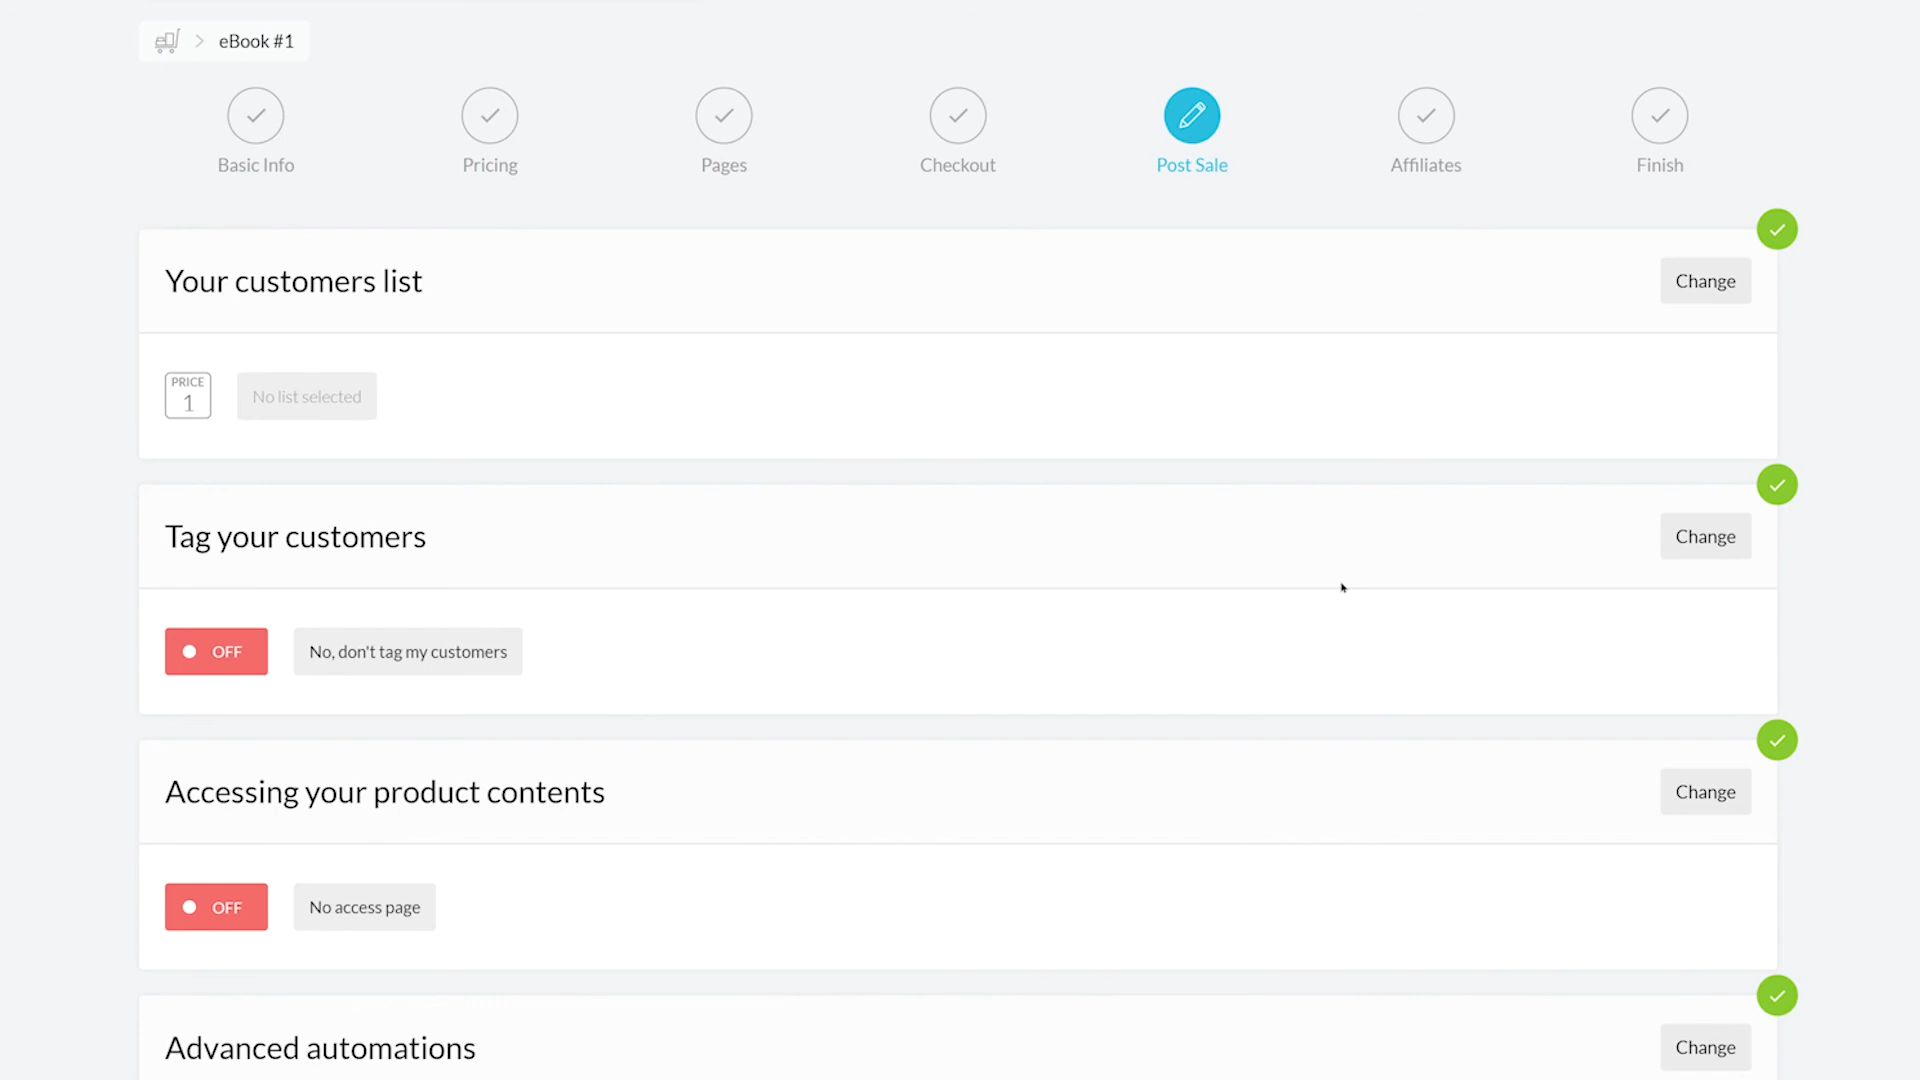 eBook #1
Basic Info
Pricing
Pages
Checkout
Post Sale
Affiliates
Finish
Your customers list
Change
PRICE
1
No list selected
Tag your customers
Change
OFF
No, don't tag my customers
Accessing your product contents
Change
OFF
No access page
Advanced automations
Change